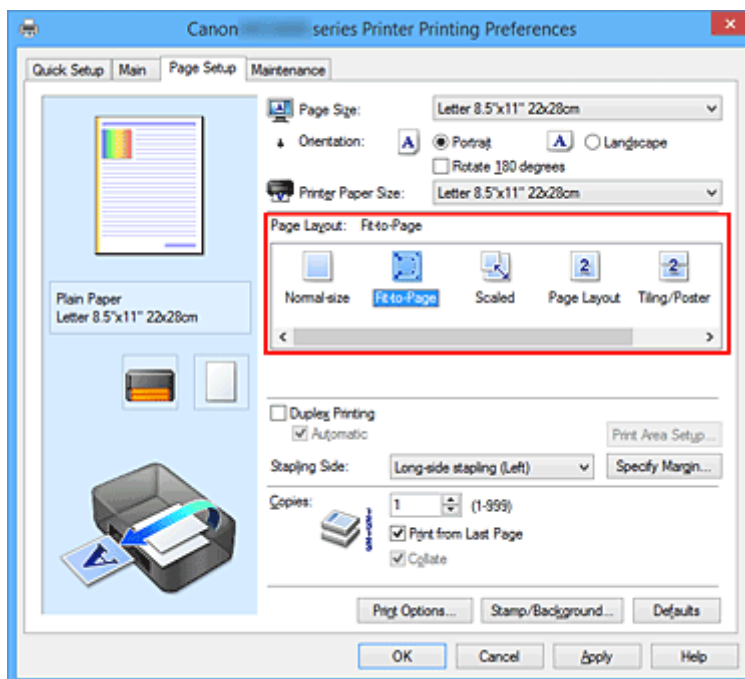 Canon series Printer Printing Preferences
Quick Setup Main Page Setup Maintenance
Page Size: Letter 8.5"x11" 22x28cm
Orientation: A Portrait A Landscape
Rotate 180 degrees
Printer Paper Size: Letter 8.5"x11" 22x28cm
Page Layout: Fit-to-Page
Normal-size Fit-to-Page Scaled Page Layout Tiling/Poster
Plain Paper
Letter 8.5"x11" 22x28cm
Duplex Printing
Automatic
Print Area Setup...
Stapling Side: Long-side stapling (Left) Specify Margin...
Copies: 1 (1-999)
Print from Last Page
Collate
Print Options... Stamp/Background... Defaults
OK Cancel Apply Help